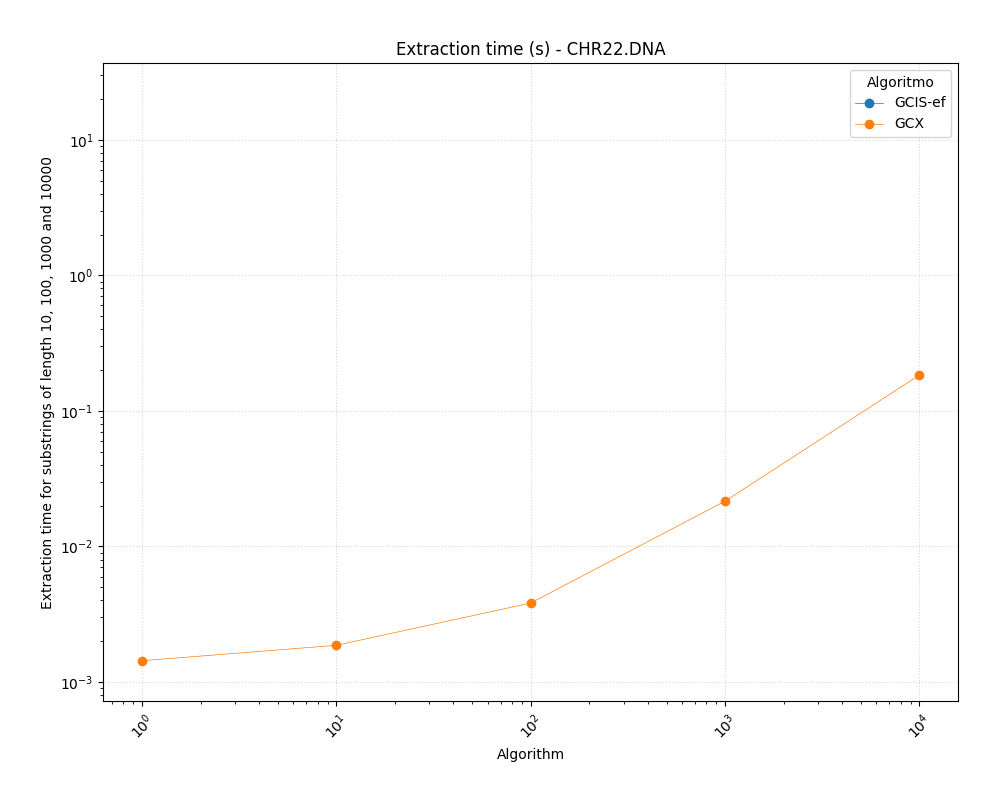 Extraction time (s) - CHR22.DNA
Algoritmo
GCIS-ef
GCX
Extraction time for substrings of length 10, 100, 1000 and 10000
10¹
10⁰
10⁻¹
10⁻²
10⁻³
10⁰ 10¹ 10² 10³ 10⁴
Algorithm